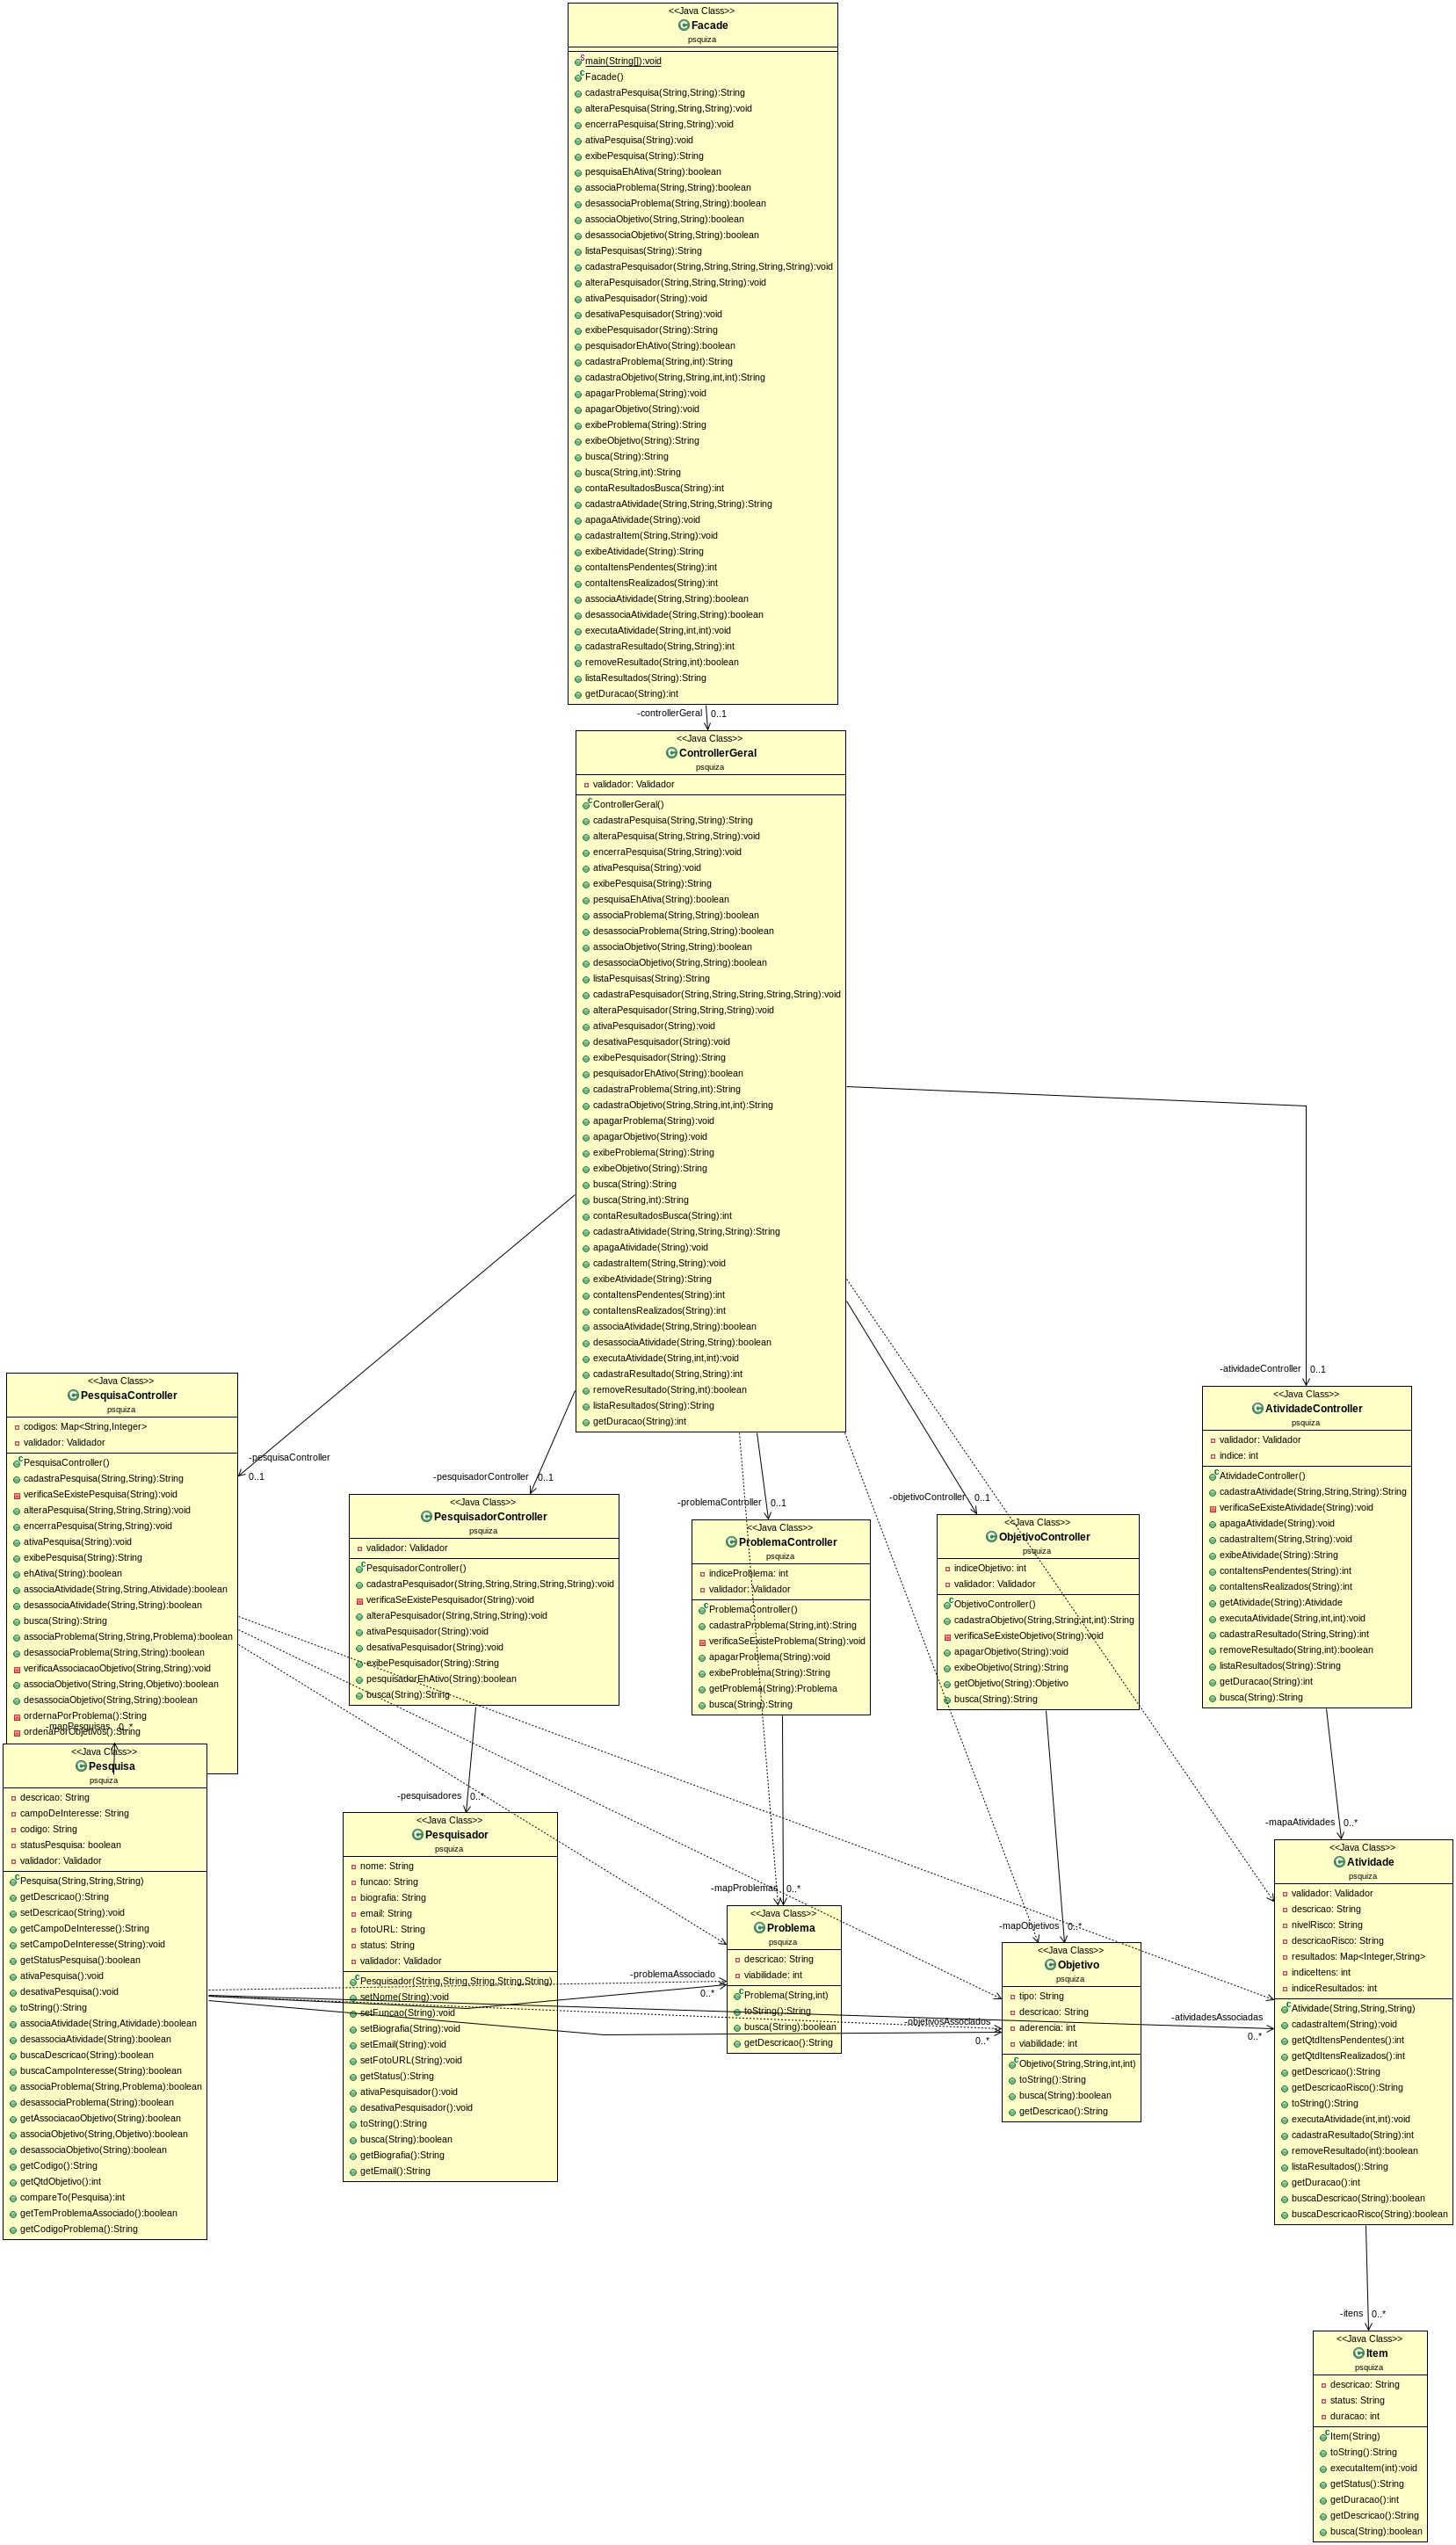 <<Java Class>>
Facade
psquiza
main(String[]):void
Facade()
cadastraPesquisa(String,String):String
alteraPesquisa(String,String,String):void
encerraPesquisa(String,String):void
ativaPesquisa(String):void
exibePesquisa(String):String
pesquisaEhAtiva(String):boolean
associaProblema(String,String):boolean
desassociaProblema(String,String):boolean
associaObjetivo(String,String):boolean
desassociaObjetivo(String,String):boolean
listaPesquisas(String):String
cadastraPesquisador(String,String,String,String,String):void
alteraPesquisador(String,String,String):void
ativaPesquisador(String):void
desativaPesquisador(String):void
exibePesquisador(String):String
pesquisadorEhAtivo(String):boolean
cadastraProblema(String,int):String
cadastraObjetivo(String,String,int,int):String
apagarProblema(String):void
apagarObjetivo(String):void
exibeProblema(String):String
exibeObjetivo(String):String
busca(String):String
busca(String,int):String
contaResultadosBusca(String):int
cadastraAtividade(String,String,String):String
apagaAtividade(String):void
cadastraItem(String,String):void
exibeAtividade(String):String
contaItensPendentes(String):int
contaItensRealizados(String):int
associaAtividade(String,String):boolean
desassociaAtividade(String,String):boolean
executaAtividade(String,int,int):void
cadastraResultado(String,String):int
removeResultado(String,int):boolean
listaResultados(String):String
getDuracao(String):int
-controllerGeral 0..1
<<Java Class>>
ControllerGeral
psquiza
validador: Validador
ControllerGeral()
cadastraPesquisa(String,String):String
alteraPesquisa(String,String,String):void
encerraPesquisa(String,String):void
ativaPesquisa(String):void
exibePesquisa(String):String
pesquisaEhAtiva(String):boolean
associaProblema(String,String):boolean
desassociaProblema(String,String):boolean
associaObjetivo(String,String):boolean
desassociaObjetivo(String,String):boolean
listaPesquisas(String):String
cadastraPesquisador(String,String,String,String,String):void
alteraPesquisador(String,String,String):void
ativaPesquisador(String):void
desativaPesquisador(String):void
exibePesquisador(String):String
pesquisadorEhAtivo(String):boolean
cadastraProblema(String,int):String
cadastraObjetivo(String,String,int,int):String
apagarProblema(String):void
apagarObjetivo(String):void
exibeProblema(String):String
exibeObjetivo(String):String
busca(String):String
busca(String,int):String
contaResultadosBusca(String):int
cadastraAtividade(String,String,String):String
apagaAtividade(String):void
cadastraItem(String,String):void
exibeAtividade(String):String
contaItensPendentes(String):int
contaItensRealizados(String):int
associaAtividade(String,String):boolean
desassociaAtividade(String,String):boolean
executaAtividade(String,int,int):void
cadastraResultado(String,String):int
removeResultado(String,int):boolean
listaResultados(String):String
getDuracao(String):int
-pesquisaController
0..1
-pesquisadorController 0..1
-problemaController 0..1
-objetivoController 0..1
-atividadeController 0..1
<<Java Class>>
PesquisaController
psquiza
codigos: Map<String,Integer>
validador: Validador
PesquisaController()
cadastraPesquisa(String,String):String
verificaSeExistePesquisa(String):void
alteraPesquisa(String,String,String):void
encerraPesquisa(String,String):void
ativaPesquisa(String):void
exibePesquisa(String):String
ehAtiva(String):boolean
associaAtividade(String,String,Atividade):boolean
desassociaAtividade(String,String):boolean
busca(String):String
associaProblema(String,String,Problema):boolean
desassociaProblema(String,String):boolean
verificaAssociacaoObjetivo(String,String):void
associaObjetivo(String,String,Objetivo):boolean
desassociaObjetivo(String,String):boolean
ordernaPorProblema():String
ordenaPorObjetivos():String
-mapPesquisas 0..*
<<Java Class>>
PesquisadorController
psquiza
validador: Validador
PesquisadorController()
cadastraPesquisador(String,String,String,String,String):void
verificaSeExistePesquisador(String):void
alteraPesquisador(String,String,String):void
ativaPesquisador(String):void
desativaPesquisador(String):void
exibePesquisador(String):String
pesquisadorEhAtivo(String):boolean
busca(String):String
<<Java Class>>
ProblemaController
psquiza
indiceProblema: int
validador: Validador
ProblemaController()
cadastraProblema(String,int):String
verificaSeExisteProblema(String):void
apagarProblema(String):void
exibeProblema(String):String
getProblema(String):Problema
busca(String):String
<<Java Class>>
ObjetivoController
psquiza
indiceObjetivo: int
validador: Validador
ObjetivoController()
cadastraObjetivo(String,String,int,int):String
verificaSeExisteObjetivo(String):void
apagarObjetivo(String):void
exibeObjetivo(String):String
getObjetivo(String):Objetivo
busca(String):String
<<Java Class>>
AtividadeController
psquiza
validador: Validador
indice: int
AtividadeController()
cadastraAtividade(String,String,String):String
verificaSeExisteAtividade(String):void
apagaAtividade(String):void
cadastraItem(String,String):void
exibeAtividade(String):String
contaItensPendentes(String):int
contaItensRealizados(String):int
getAtividade(String):Atividade
executaAtividade(String,int,int):void
cadastraResultado(String,String):int
removeResultado(String,int):boolean
listaResultados(String):String
getDuracao(String):int
busca(String):String
<<Java Class>>
Pesquisa
psquiza
descricao: String
campoDeInteresse: String
codigo: String
statusPesquisa: boolean
validador: Validador
Pesquisa(String,String,String)
getDescricao():String
setDescricao(String):void
getCampoDeInteresse():String
setCampoDeInteresse(String):void
getStatusPesquisa():boolean
ativaPesquisa():void
desativaPesquisa():void
toString():String
associaAtividade(String,Atividade):boolean
desassociaAtividade(String):boolean
buscaDescricao(String):boolean
buscaCampoInteresse(String):boolean
associaProblema(String,Problema):boolean
desassociaProblema(String):boolean
getAssociacaoObjetivo(String):boolean
associaObjetivo(String,Objetivo):boolean
desassociaObjetivo(String):boolean
getCodigo():String
getQtdObjetivo():int
compareTo(Pesquisa):int
getTemProblemaAssociado():boolean
getCodigoProblema():String
-pesquisadores 0..*
<<Java Class>>
Pesquisador
psquiza
nome: String
funcao: String
biografia: String
email: String
fotoURL: String
status: String
validador: Validador
Pesquisador(String,String,String,String,String)
setNome(String):void
setFuncao(String):void
setBiografia(String):void
setEmail(String):void
setFotoURL(String):void
getStatus():String
ativaPesquisador():void
desativaPesquisador():void
toString():String
busca(String):boolean
getBiografia():String
getEmail():String
-mapProblemas 0..*
-problemaAssociado
0..*
<<Java Class>>
Problema
psquiza
descricao: String
viabilidade: int
Problema(String,int)
toString():String
busca(String):boolean
getDescricao():String
-mapObjetivos 0..*
-objetivosAssociados
0..*
<<Java Class>>
Objetivo
psquiza
tipo: String
descricao: String
aderencia: int
viabilidade: int
Objetivo(String,String,int,int)
toString():String
busca(String):boolean
getDescricao():String
-mapaAtividades 0..*
-atividadesAssociadas
0..*
<<Java Class>>
Atividade
psquiza
validador: Validador
descricao: String
nivelRisco: String
descricaoRisco: String
resultados: Map<Integer,String>
indiceItens: int
indiceResultados: int
Atividade(String,String,String)
cadastraItem(String):void
getQtdItensPendentes():int
getQtdItensRealizados():int
getDescricao():String
getDescricaoRisco():String
toString():String
executaAtividade(int,int):void
cadastraResultado(String):int
removeResultado(int):boolean
listaResultados():String
getDuracao():int
buscaDescricao(String):boolean
buscaDescricaoRisco(String):boolean
-itens 0..*
<<Java Class>>
Item
psquiza
descricao: String
status: String
duracao: int
Item(String)
toString():String
executaItem(int):void
getStatus():String
getDuracao():int
getDescricao():String
busca(String):boolean